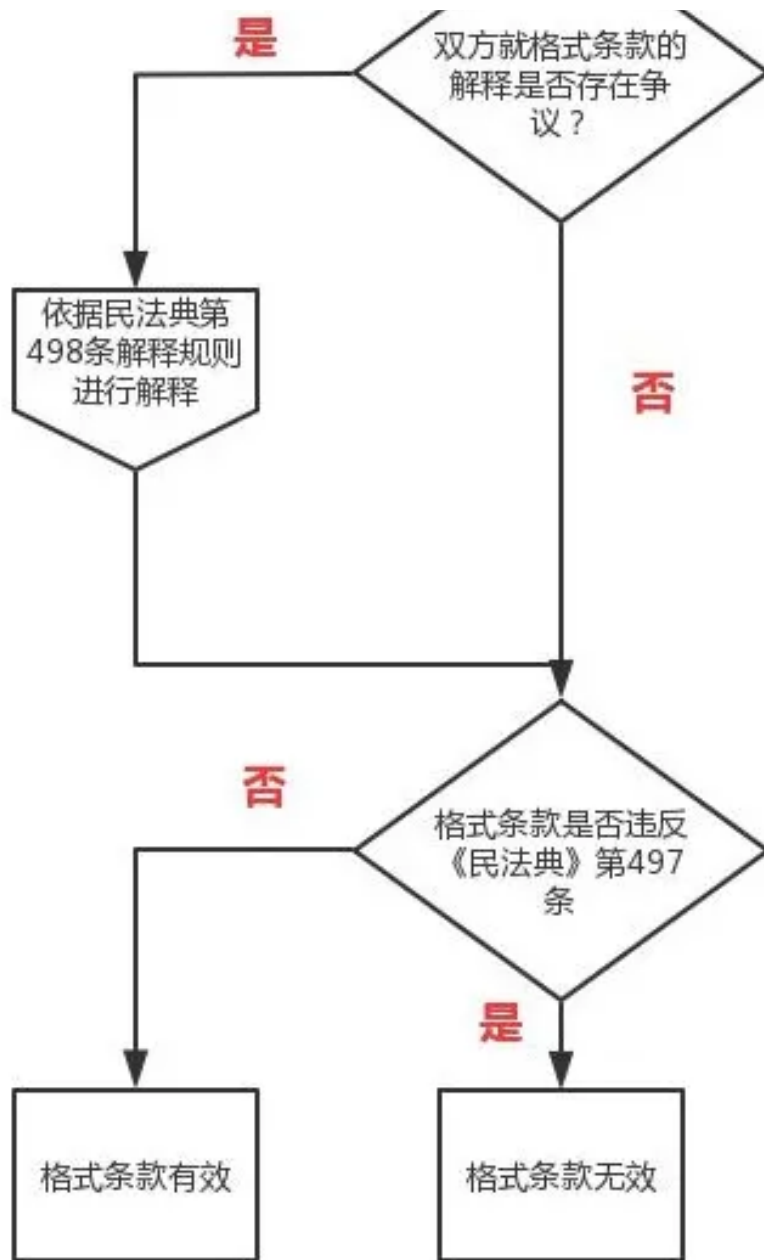 是
双方就格式条款的
解释是否存在争
议？
依据民法典第
498条解释规则
进行解释
否
否
格式条款是否违反
《民法典》第497
条
是
格式条款有效
格式条款无效